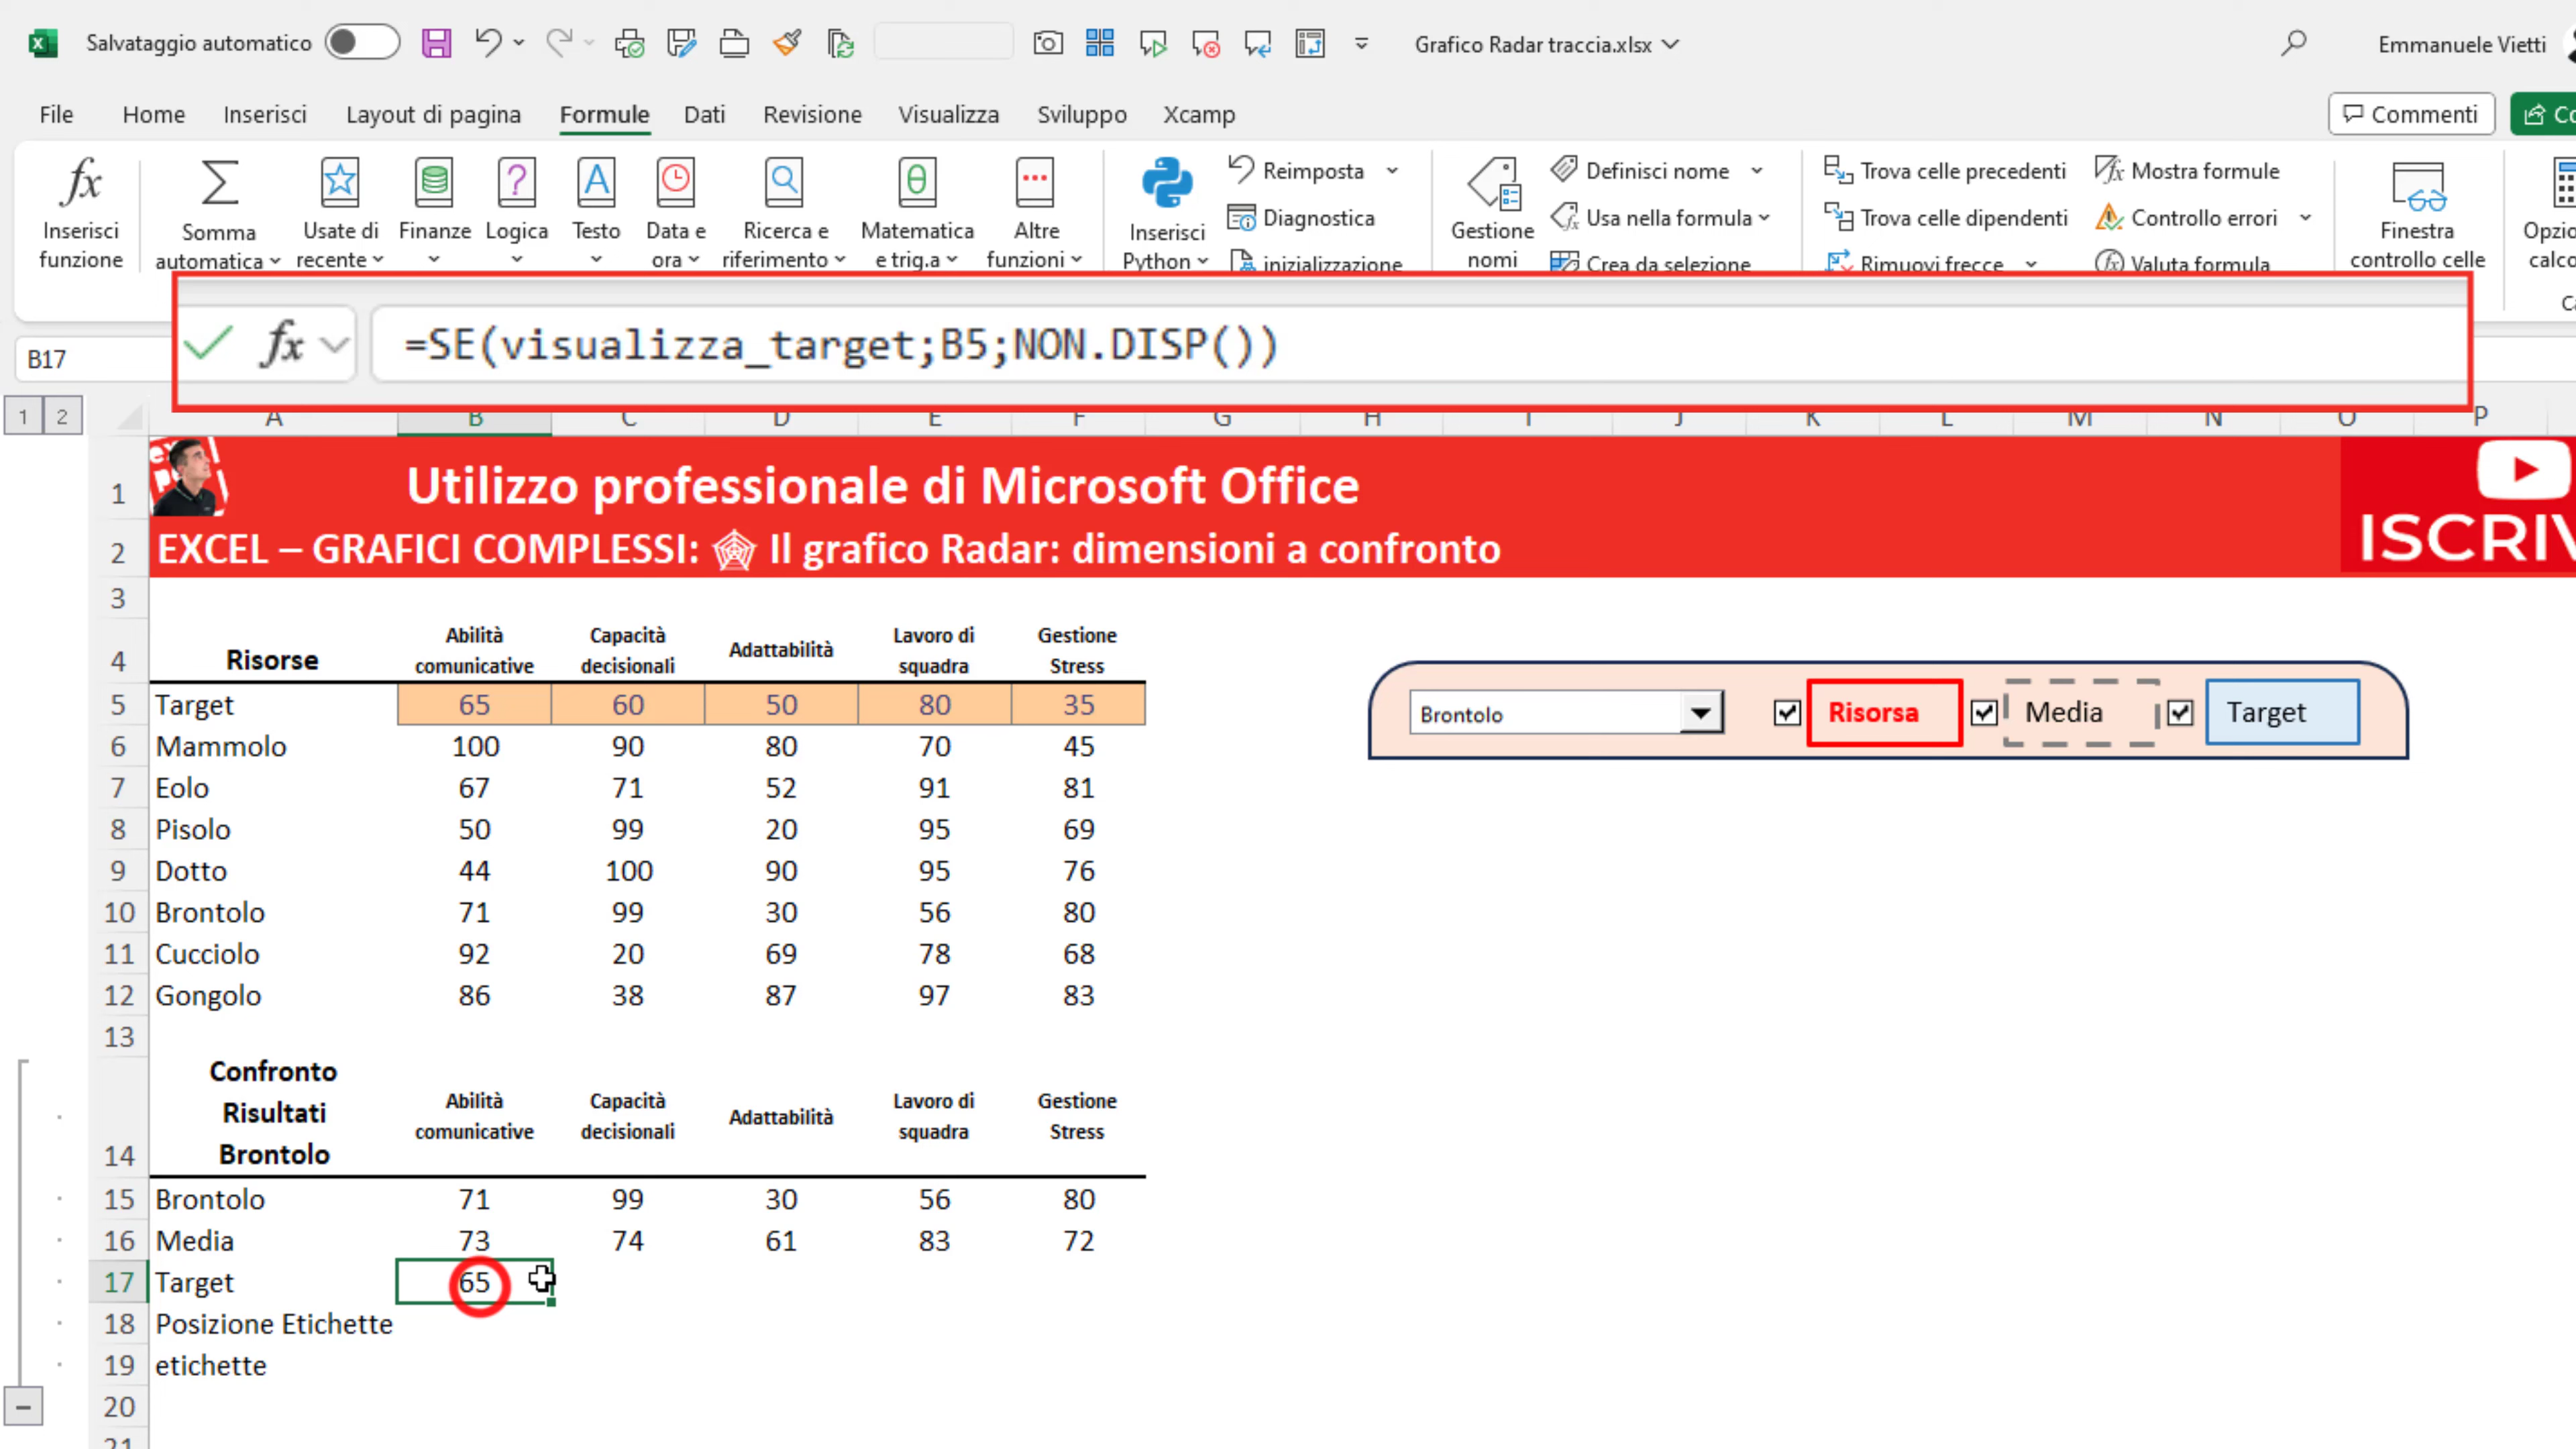 Salvataggio automatico
Grafico Radar traccia.xlsx
Emmanuele Vietti
File Home Inserisci Layout di pagina Formule Dati Revisione Visualizza Sviluppo Xcamp
Commenti
Inserisci funzione
Somma automatica
Usate di recente
Finanze
Logica
Testo
Data e ora
Ricerca e riferimento
Matematica e trig.a
Altre funzioni
Inserisci Python
Reimposta
Diagnostica
inizializzazione
Gestione nomi
Definisci nome
Usa nella formula
Crea da selezione
Trova celle precedenti
Trova celle dipendenti
Rimuovi frecce
Mostra formule
Controllo errori
Valuta formula
Finestra controllo celle
B17
fx =SE(visualizza_target;B5;NON.DISP())
1 2
A B C D E F G H I J K L M N O P
1 Utilizzo professionale di Microsoft Office
2 EXCEL – GRAFICI COMPLESSI: Il grafico Radar: dimensioni a confronto
3
4 Risorse Abilità comunicative Capacità decisionali Adattabilità Lavoro di squadra Gestione Stress
5 Target 65 60 50 80 35
Brontolo Risorsa Media Target
6 Mammolo 100 90 80 70 45
7 Eolo 67 71 52 91 81
8 Pisolo 50 99 20 95 69
9 Dotto 44 100 90 95 76
10 Brontolo 71 99 30 56 80
11 Cucciolo 92 20 69 78 68
12 Gongolo 86 38 87 97 83
13
14 Confronto Risultati Brontolo Abilità comunicative Capacità decisionali Adattabilità Lavoro di squadra Gestione Stress
15 Brontolo 71 99 30 56 80
16 Media 73 74 61 83 72
17 Target 65
18 Posizione Etichette
19 etichette
20
21